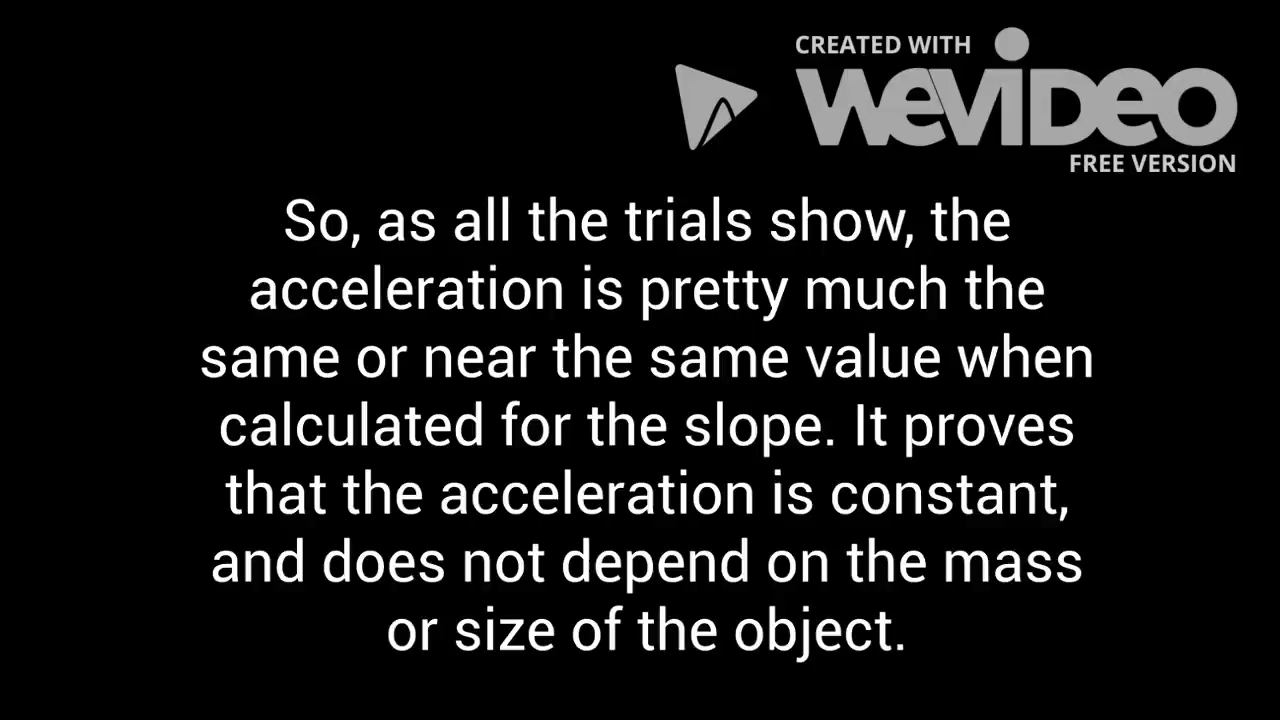 CREATED WITH
WEVIDEO
FREE VERSION
So, as all the trials show, the
acceleration is pretty much the
same or near the same value when
calculated for the slope. It proves
that the acceleration is constant,
and does not depend on the mass
or size of the object.